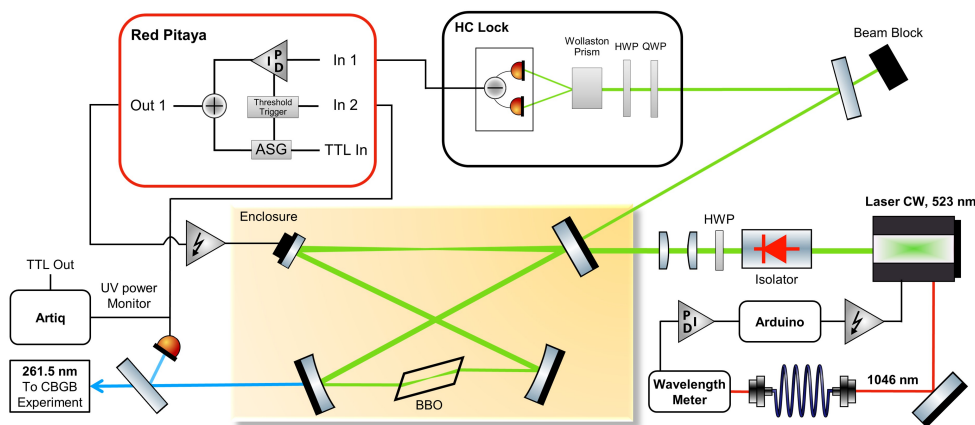 Red Pitaya
P
I
D
In 1
Out 1
Threshold
Trigger
In 2
ASG
TTL In
HC Lock
Wollaston
Prism
HWP
QWP
Beam Block
Enclosure
HWP
Isolator
Laser CW, 523 nm
TTL Out
UV power
Monitor
Artiq
261.5 nm
To CBGB
Experiment
BBO
P
I
D
Arduino
Wavelength
Meter
1046 nm